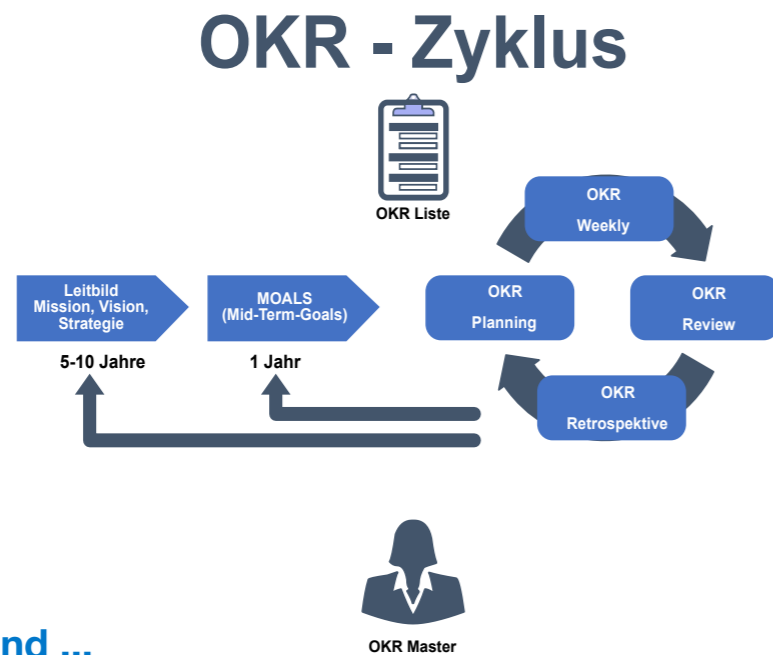 OKR - Zyklus
OKR Liste
OKR
Weekly
Leitbild
Mission, Vision,
Strategie
MOALS
(Mid-Term-Goals)
OKR
Planning
OKR
Review
5-10 Jahre
1 Jahr
OKR
Retrospektive
OKR Master
nd ...